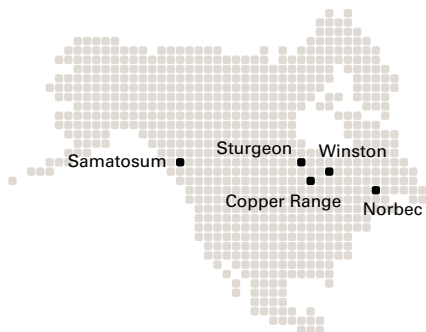 Sturgeon
Winston
Samatosum
Copper Range
Norbec